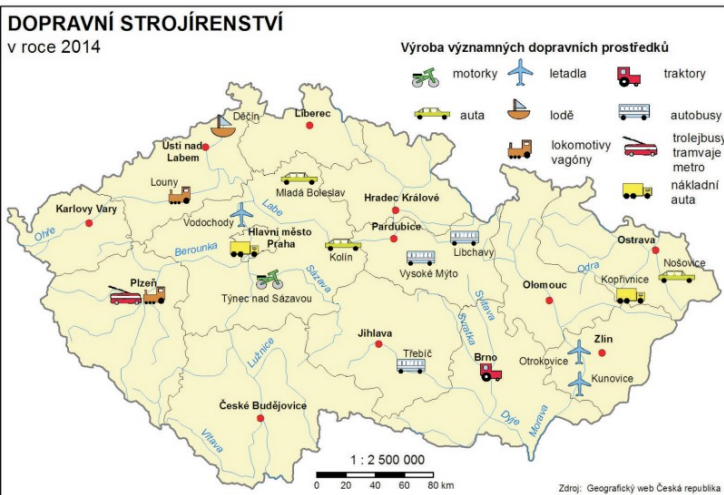 DOPRAVNÍ STROJÍRENSTVÍ
v roce 2014
Výroba významných dopravních prostředků
motorky
letadla
traktory
auta
lodě
autobusy
lokomotivy
vagóny
trolejbusy
tramvaje
metro
nákladní
auta
Děčín
Liberec
Ústí nad
Labem
Louny
Mladá Boleslav
Karlovy Vary
Ohře
Vodochody
Labe
Hradec Králové
Hlavní město
Praha
Pardubice
Berounka
Kolín
Libchavy
Vysoké Mýto
Ostrava
Nošovice
Odra
Kopřivnice
Plzeň
Sázava
Týnec nad Sázavou
Olomouc
Svitava
Svratka
Jihlava
Lužnice
Třebíč
Brno
Zlín
Otrokovice
Kunovice
České Budějovice
Vltava
Dyje
Morava
1 : 2 500 000
0 20 40 60 80 km
Zdroj: Geografický web Česká republika